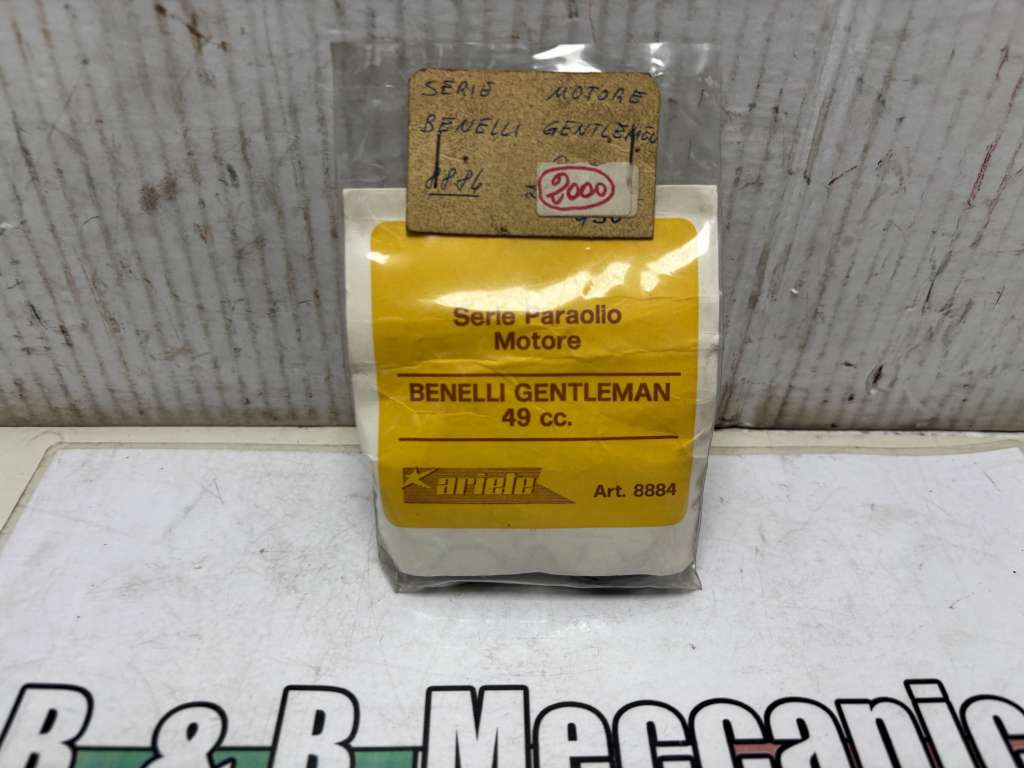 SERIE MOTORE
BENELLI GENTLEMEN
8884
2000
Serie Paraolio
Motore
BENELLI GENTLEMAN
49 cc.
ariete
Art. 8884
B & B Meccanic